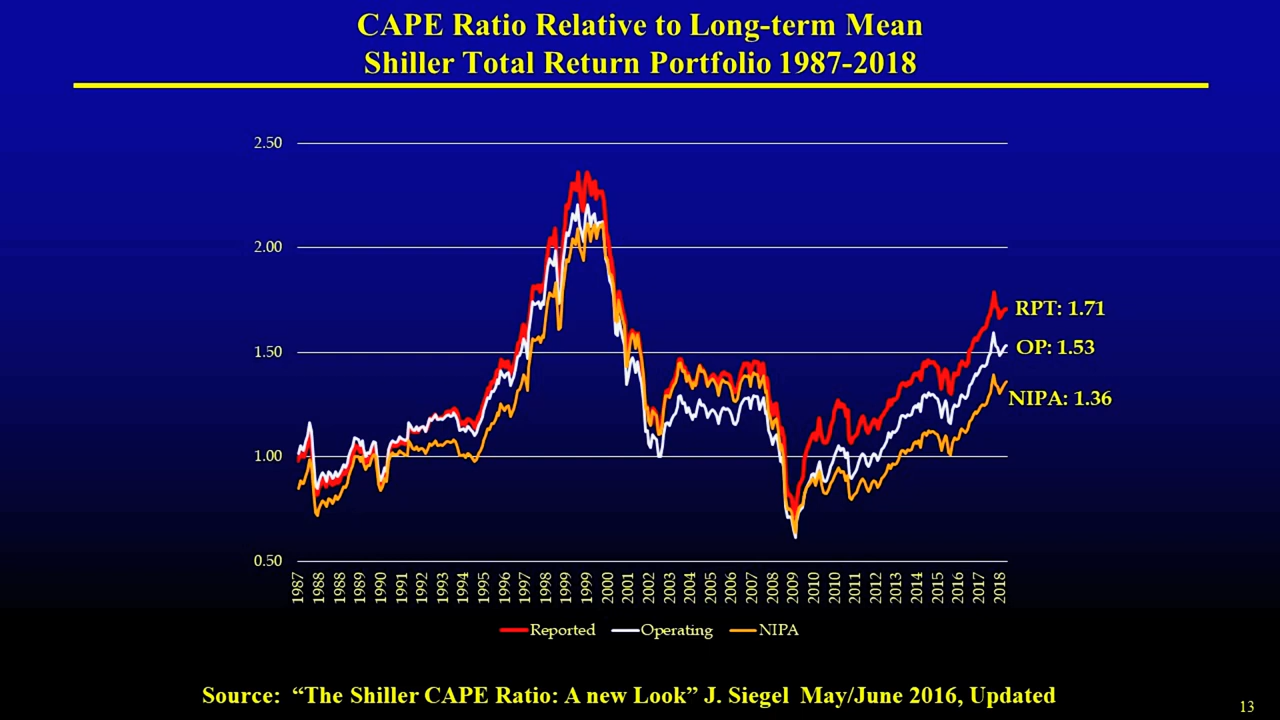 CAPE Ratio Relative to Long-term Mean
Shiller Total Return Portfolio 1987-2018
2.50
2.00
1.50
1.00
0.50
RPT: 1.71
OP: 1.53
NIPA: 1.36
1987 1988 1988 1989 1990 1991 1992 1993 1994 1995 1996 1997 1998 1999 1999 2000 2001 2002 2003 2004 2005 2006 2007 2008 2009 2010 2010 2011 2012 2013 2014 2015 2016 2017 2018
Reported Operating NIPA
Source: “The Shiller CAPE Ratio: A new Look” J. Siegel May/June 2016, Updated
13